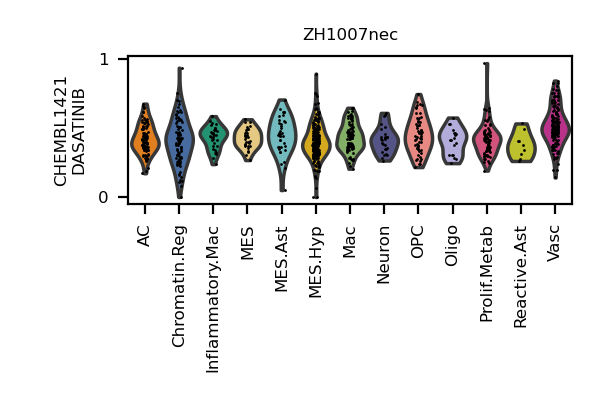 ZH1007nec
CHEMBL1421
DASATINIB
1
0
AC
Chromatin.Reg
Inflammatory.Mac
MES
MES.Ast
MES.Hyp
Mac
Neuron
OPC
Oligo
Prolif.Metab
Reactive.Ast
Vasc